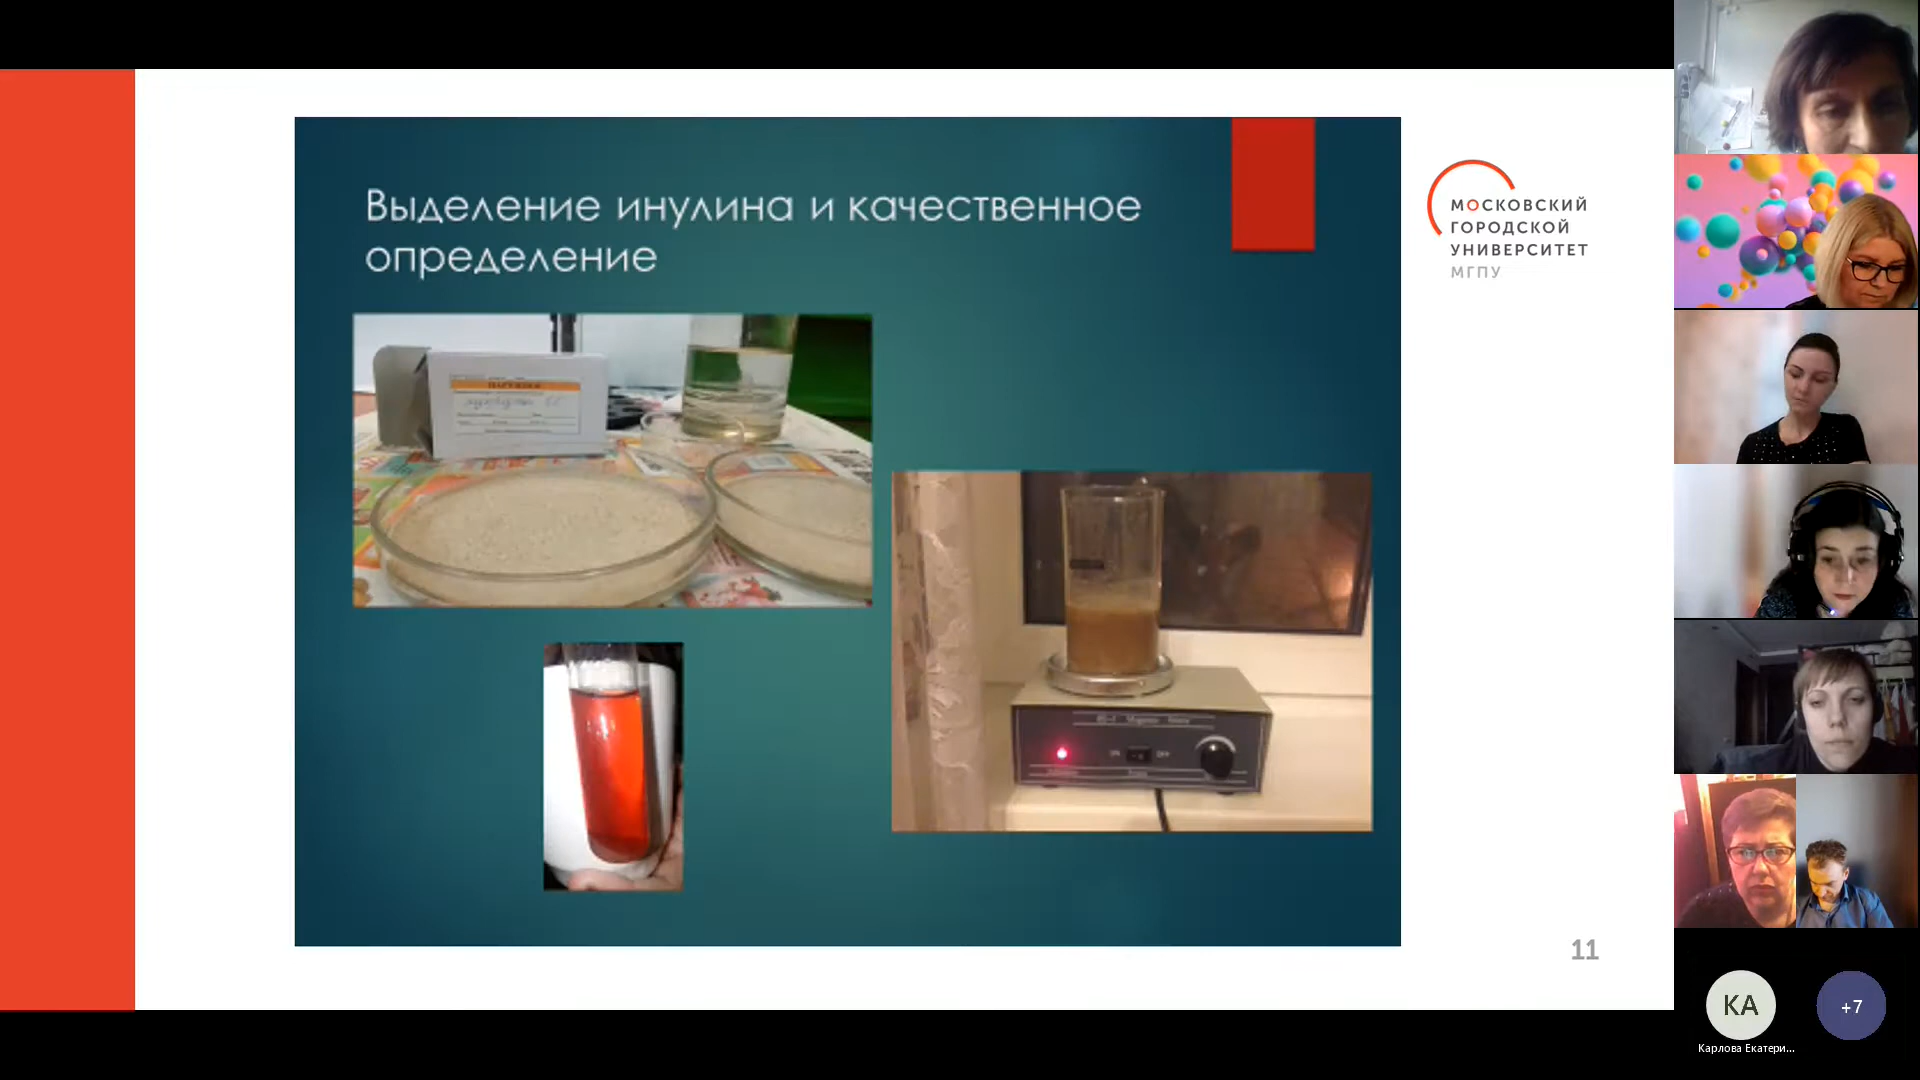 Выделение инулина и качественное
определение
МОСКОВСКИЙ
ГОРОДСКОЙ
УНИВЕРСИТЕТ
МГПУ
11
КА
Карлова Екатери...
+7